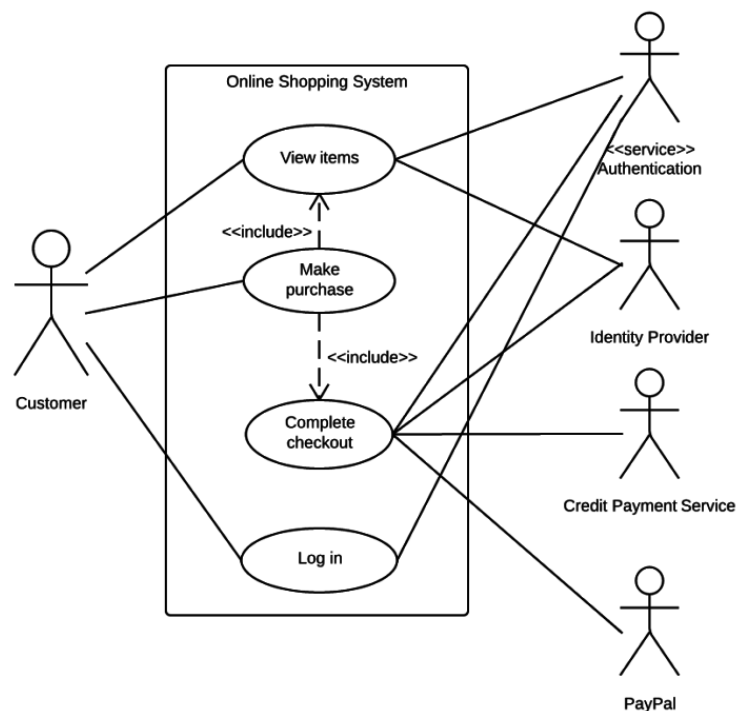 Online Shopping System
View items
<<service>>
Authentication
<<include>>
Make
purchase
Identity Provider
<<include>>
Customer
Complete
checkout
Credit Payment Service
Log in
PayPal